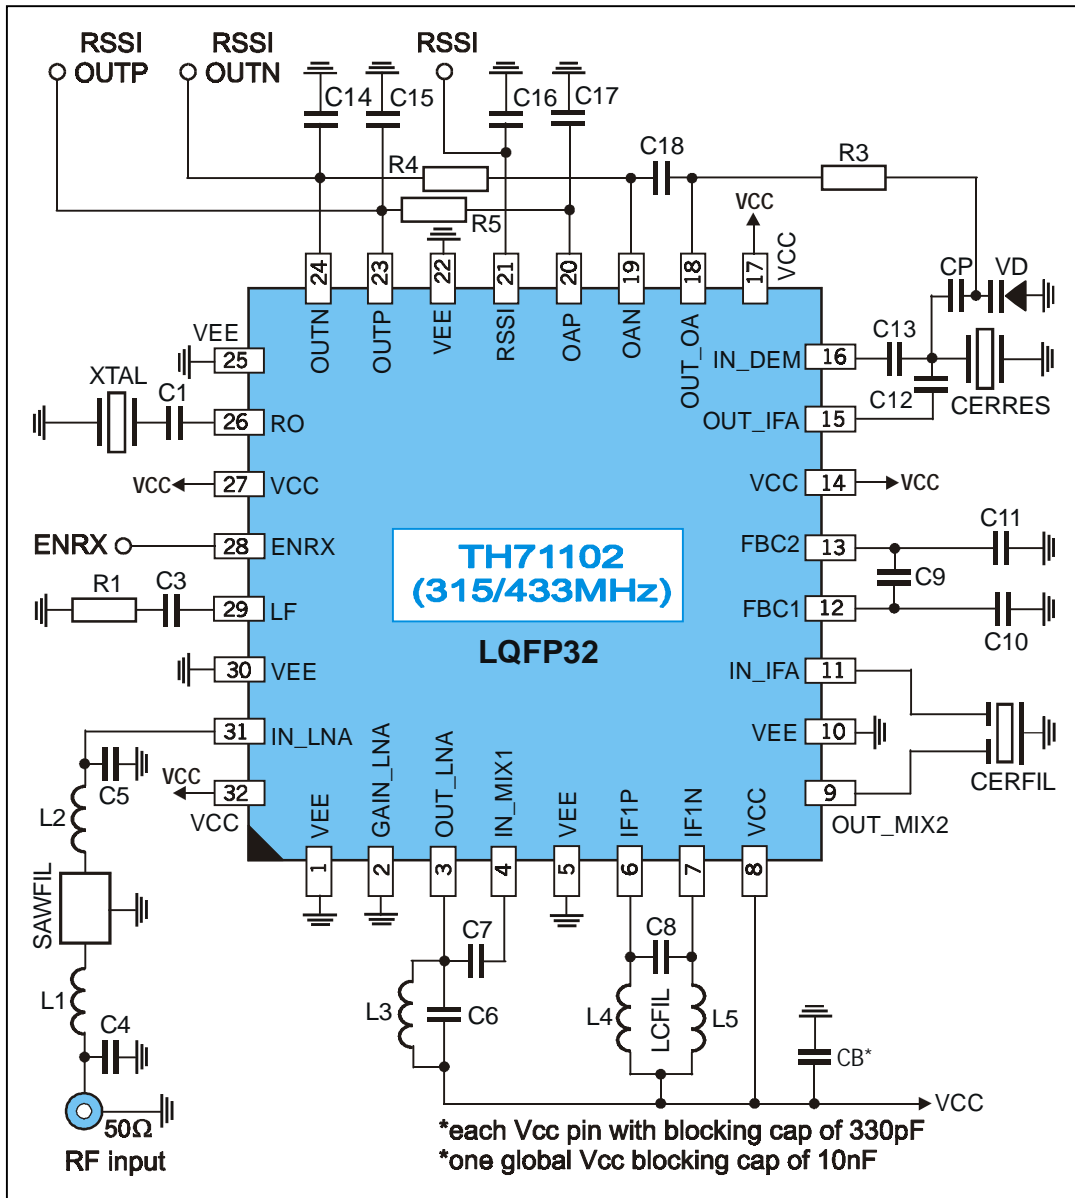 RSSI RSSI RSSI
OUTP OUTN
C14 C15 C16 C17
C18
R4 R3
R5
VCC
VCC
24 23 22 21 20 19 18 17
OUTN OUTP VEE RSSI OAP OAN OUT_OA
CP VD
VEE
25
XTAL C1
26 RO
VCC 27 VCC
ENRX 28 ENRX
R1 C3
29 LF
30 VEE
31 IN_LNA
VCC 32
VCC
C5
L2
SAWFIL
L1
C4
50Ω
RF input
TH71102
(315/433MHz)
LQFP32
C13
IN_DEM 16
C12 CERRES
OUT_IFA 15
VCC 14 VCC
C11
FBC2 13
C9
FBC1 12
C10
IN_IFA 11
VEE 10
CERFIL
9
OUT_MIX2
VEE GAIN_LNA OUT_LNA IN_MIX1 VEE IF1P IF1N VCC
1 2 3 4 5 6 7 8
C7 C8
L3 C6 L4 LCFIL L5
CB*
VCC
*each Vcc pin with blocking cap of 330pF
*one global Vcc blocking cap of 10nF